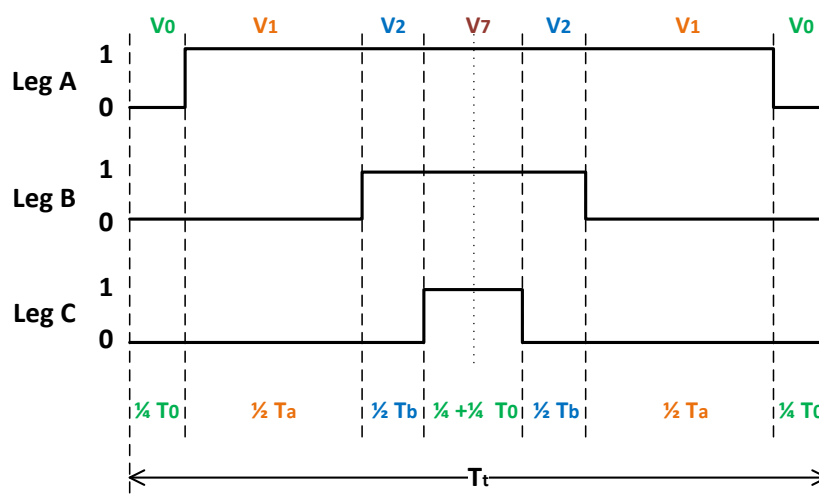 V0 V1 V2 V7 V2 V1 V0
1
Leg A
0
1
Leg B
0
1
Leg C
0
¼ T0 ½ Ta ½ Tb ¼ +¼ T0 ½ Tb ½ Ta ¼ T0
Tt